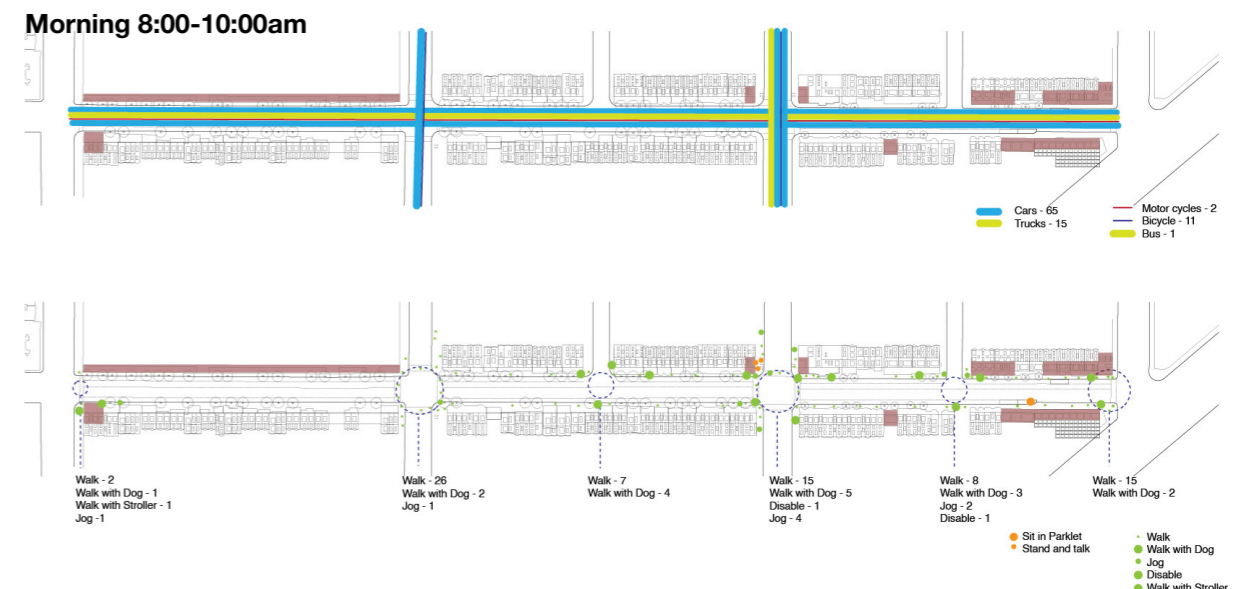 Morning 8:00-10:00am
Cars - 65
Trucks - 15
Motor cycles - 2
Bicycle - 11
Bus - 1
Walk - 2
Walk with Dog - 1
Walk with Stroller - 1
Jog -1
Walk - 26
Walk with Dog - 2
Jog - 1
Walk - 7
Walk with Dog - 4
Walk - 15
Walk with Dog - 5
Disable - 1
Jog - 4
Walk - 8
Walk with Dog - 3
Jog - 2
Disable - 1
Walk - 15
Walk with Dog - 2
Sit in Parklet
Stand and talk
Walk
Walk with Dog
Jog
Disable
Walk with Stroller